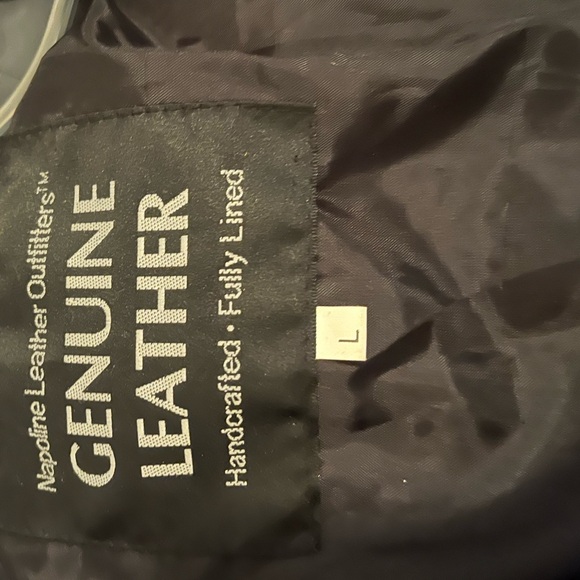 Napoline Leather Outfitters™
GENUINE
LEATHER
Handcrafted • Fully Lined
L